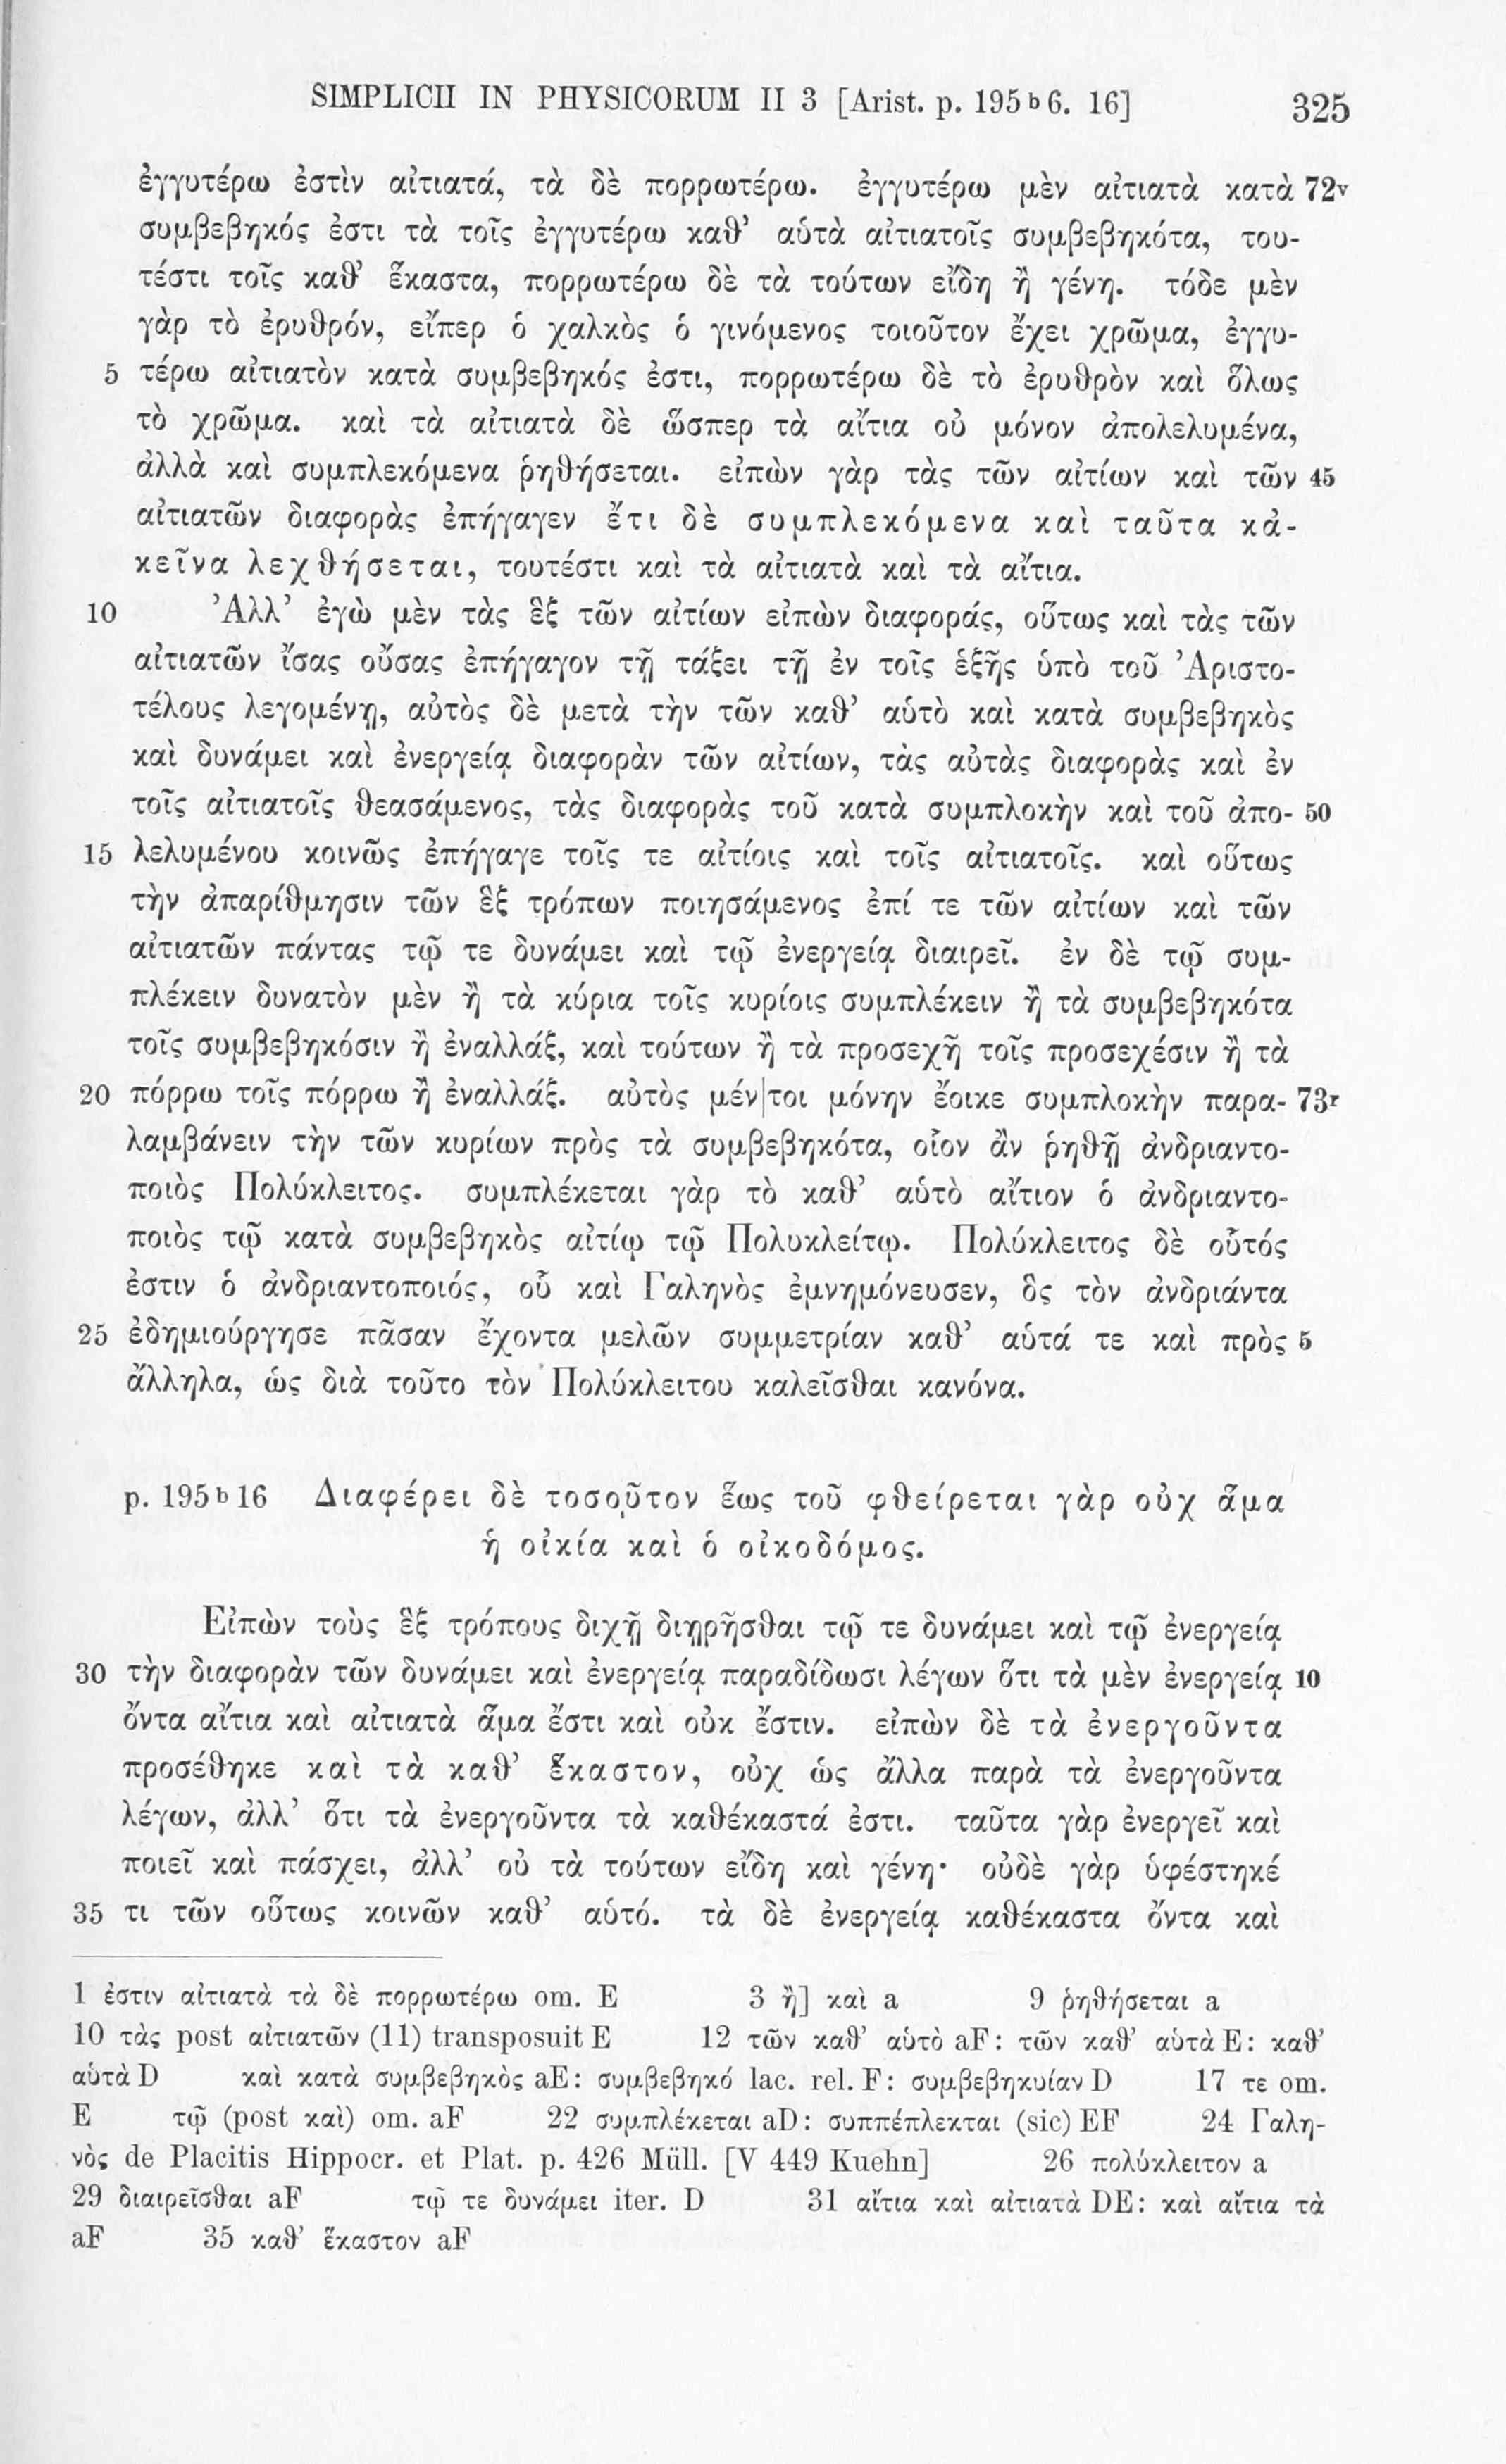 SIMPLICII IN PHYSICORUM II 3 [Arist. p. 195 b 6. 16] 325
ἐγγυτέρω ἐστὶν αἰτιατά, τὰ δὲ πορρωτέρω. ἐγγυτέρω μὲν αἰτιατὰ κατὰ 72v
συμβεβηκός ἐστι τὰ τοῖς ἐγγυτέρω καθ’ αὑτὰ αἰτιατοῖς συμβεβηκότα, του-
τέστι τοῖς καθ’ ἕκαστα, πορρωτέρω δὲ τὰ τούτων εἴδη ἢ γένη. τόδε μὲν
γὰρ τὸ ἐρυθρόν, εἴπερ ὁ χαλκὸς ὁ γινόμενος τοιοῦτον ἔχει χρῶμα, ἐγγυ-
5 τέρω αἰτιατὸν κατὰ συμβεβηκός ἐστι, πορρωτέρω δὲ τὸ ἐρυθρὸν καὶ ὅλως
τὸ χρῶμα. καὶ τὰ αἰτιατὰ δὲ ὥσπερ τὰ αἴτια οὐ μόνον ἀπολελυμένα,
ἀλλὰ καὶ συμπλεκόμενα ῥηθήσεται. εἰπὼν γὰρ τὰς τῶν αἰτίων καὶ τῶν 45
αἰτιατῶν διαφορὰς ἐπήγαγεν ἔτι δὲ συμπλεκόμενα καὶ ταῦτα κἀ-
κεῖνα λεχθήσεται, τουτέστι καὶ τὰ αἰτιατὰ καὶ τὰ αἴτια.
10 Ἀλλ’ ἐγὼ μὲν τὰς ἓξ τῶν αἰτίων εἰπὼν διαφοράς, οὕτως καὶ τὰς τῶν
αἰτιατῶν ἴσας οὔσας ἐπήγαγον τῇ τάξει τῇ ἐν τοῖς ἑξῆς ὑπὸ τοῦ Ἀριστο-
τέλους λεγομένῃ, αὐτὸς δὲ μετὰ τὴν τῶν καθ’ αὑτὸ καὶ κατὰ συμβεβηκὸς
καὶ δυνάμει καὶ ἐνεργείᾳ διαφορὰν τῶν αἰτίων, τὰς αὐτὰς διαφορὰς καὶ ἐν
τοῖς αἰτιατοῖς θεασάμενος, τὰς διαφορὰς τοῦ κατὰ συμπλοκὴν καὶ τοῦ ἀπο- 50
15 λελυμένου κοινῶς ἐπήγαγε τοῖς τε αἰτίοις καὶ τοῖς αἰτιατοῖς. καὶ οὕτως
τὴν ἀπαρίθμησιν τῶν ἓξ τρόπων ποιησάμενος ἐπί τε τῶν αἰτίων καὶ τῶν
αἰτιατῶν πάντας τῷ τε δυνάμει καὶ τῷ ἐνεργείᾳ διαιρεῖ. ἐν δὲ τῷ συμ-
πλέκειν δυνατὸν μὲν ἢ τὰ κύρια τοῖς κυρίοις συμπλέκειν ἢ τὰ συμβεβηκότα
τοῖς συμβεβηκόσιν ἢ ἐναλλάξ, καὶ τούτων ἢ τὰ προσεχῆ τοῖς προσεχέσιν ἢ τὰ
20 πόρρω τοῖς πόρρω ἢ ἐναλλάξ. αὐτὸς μέν|τοι μόνην ἔοικε συμπλοκὴν παρα- 73r
λαμβάνειν τὴν τῶν κυρίων πρὸς τὰ συμβεβηκότα, οἷον ἂν ῥηθῇ ἀνδριαντο-
ποιὸς Πολύκλειτος. συμπλέκεται γὰρ τὸ καθ’ αὑτὸ αἴτιον ὁ ἀνδριαντο-
ποιὸς τῷ κατὰ συμβεβηκὸς αἰτίῳ τῷ Πολυκλείτῳ. Πολύκλειτος δὲ οὗτός
ἐστιν ὁ ἀνδριαντοποιός, οὗ καὶ Γαληνὸς ἐμνημόνευσεν, ὃς τὸν ἀνδριάντα
25 ἐδημιούργησε πᾶσαν ἔχοντα μελῶν συμμετρίαν καθ’ αὑτά τε καὶ πρὸς 5
ἄλληλα, ὡς διὰ τοῦτο τὸν Πολύκλειτου καλεῖσθαι κανόνα.
p. 195 b 16 Διαφέρει δὲ τοσοῦτον ἕως τοῦ φθείρεται γὰρ οὐχ ἅμα
ἡ οἰκία καὶ ὁ οἰκοδόμος.
Εἰπὼν τοὺς ἓξ τρόπους διχῇ διῃρῆσθαι τῷ τε δυνάμει καὶ τῷ ἐνεργείᾳ
30 τὴν διαφορὰν τῶν δυνάμει καὶ ἐνεργείᾳ παραδίδωσι λέγων ὅτι τὰ μὲν ἐνεργείᾳ 10
ὄντα αἴτια καὶ αἰτιατὰ ἅμα ἔστι καὶ οὐκ ἔστιν. εἰπὼν δὲ τὰ ἐνεργοῦντα
προσέθηκε καὶ τὰ καθ’ ἕκαστον, οὐχ ὡς ἄλλα παρὰ τὰ ἐνεργοῦντα
λέγων, ἀλλ’ ὅτι τὰ ἐνεργοῦντα τὰ καθέκαστά ἐστι. ταῦτα γὰρ ἐνεργεῖ καὶ
ποιεῖ καὶ πάσχει, ἀλλ’ οὐ τὰ τούτων εἴδη καὶ γένη· οὐδὲ γὰρ ὑφέστηκέ
35 τι τῶν οὕτως κοινῶν καθ’ αὑτό. τὰ δὲ ἐνεργείᾳ καθέκαστα ὄντα καὶ
1 ἐστιν αἰτιατὰ τὰ δὲ πορρωτέρω om. E 3 ἢ] καὶ a 9 ῥηθήσεται a
10 τὰς post αἰτιατῶν (11) transposuit E 12 τῶν καθ’ αὑτὸ aF: τῶν καθ’ αὑτὰ E: καθ’
αὑτὰ D καὶ κατὰ συμβεβηκὸς aE: συμβεβηκό lac. rel. F: συμβεβηκυίαν D 17 τε om.
E τῷ (post καὶ) om. aF 22 συμπλέκεται aD: συππέπλεκται (sic) EF 24 Γαλη-
νὸς de Placitis Hippocr. et Plat. p. 426 Müll. [V 449 Kuehn] 26 πολύκλειτον a
29 διαιρεῖσθαι aF τῷ τε δυνάμει iter. D 31 αἴτια καὶ αἰτιατὰ DE: καὶ αἴτια τὰ
aF 35 καθ’ ἕκαστον aF